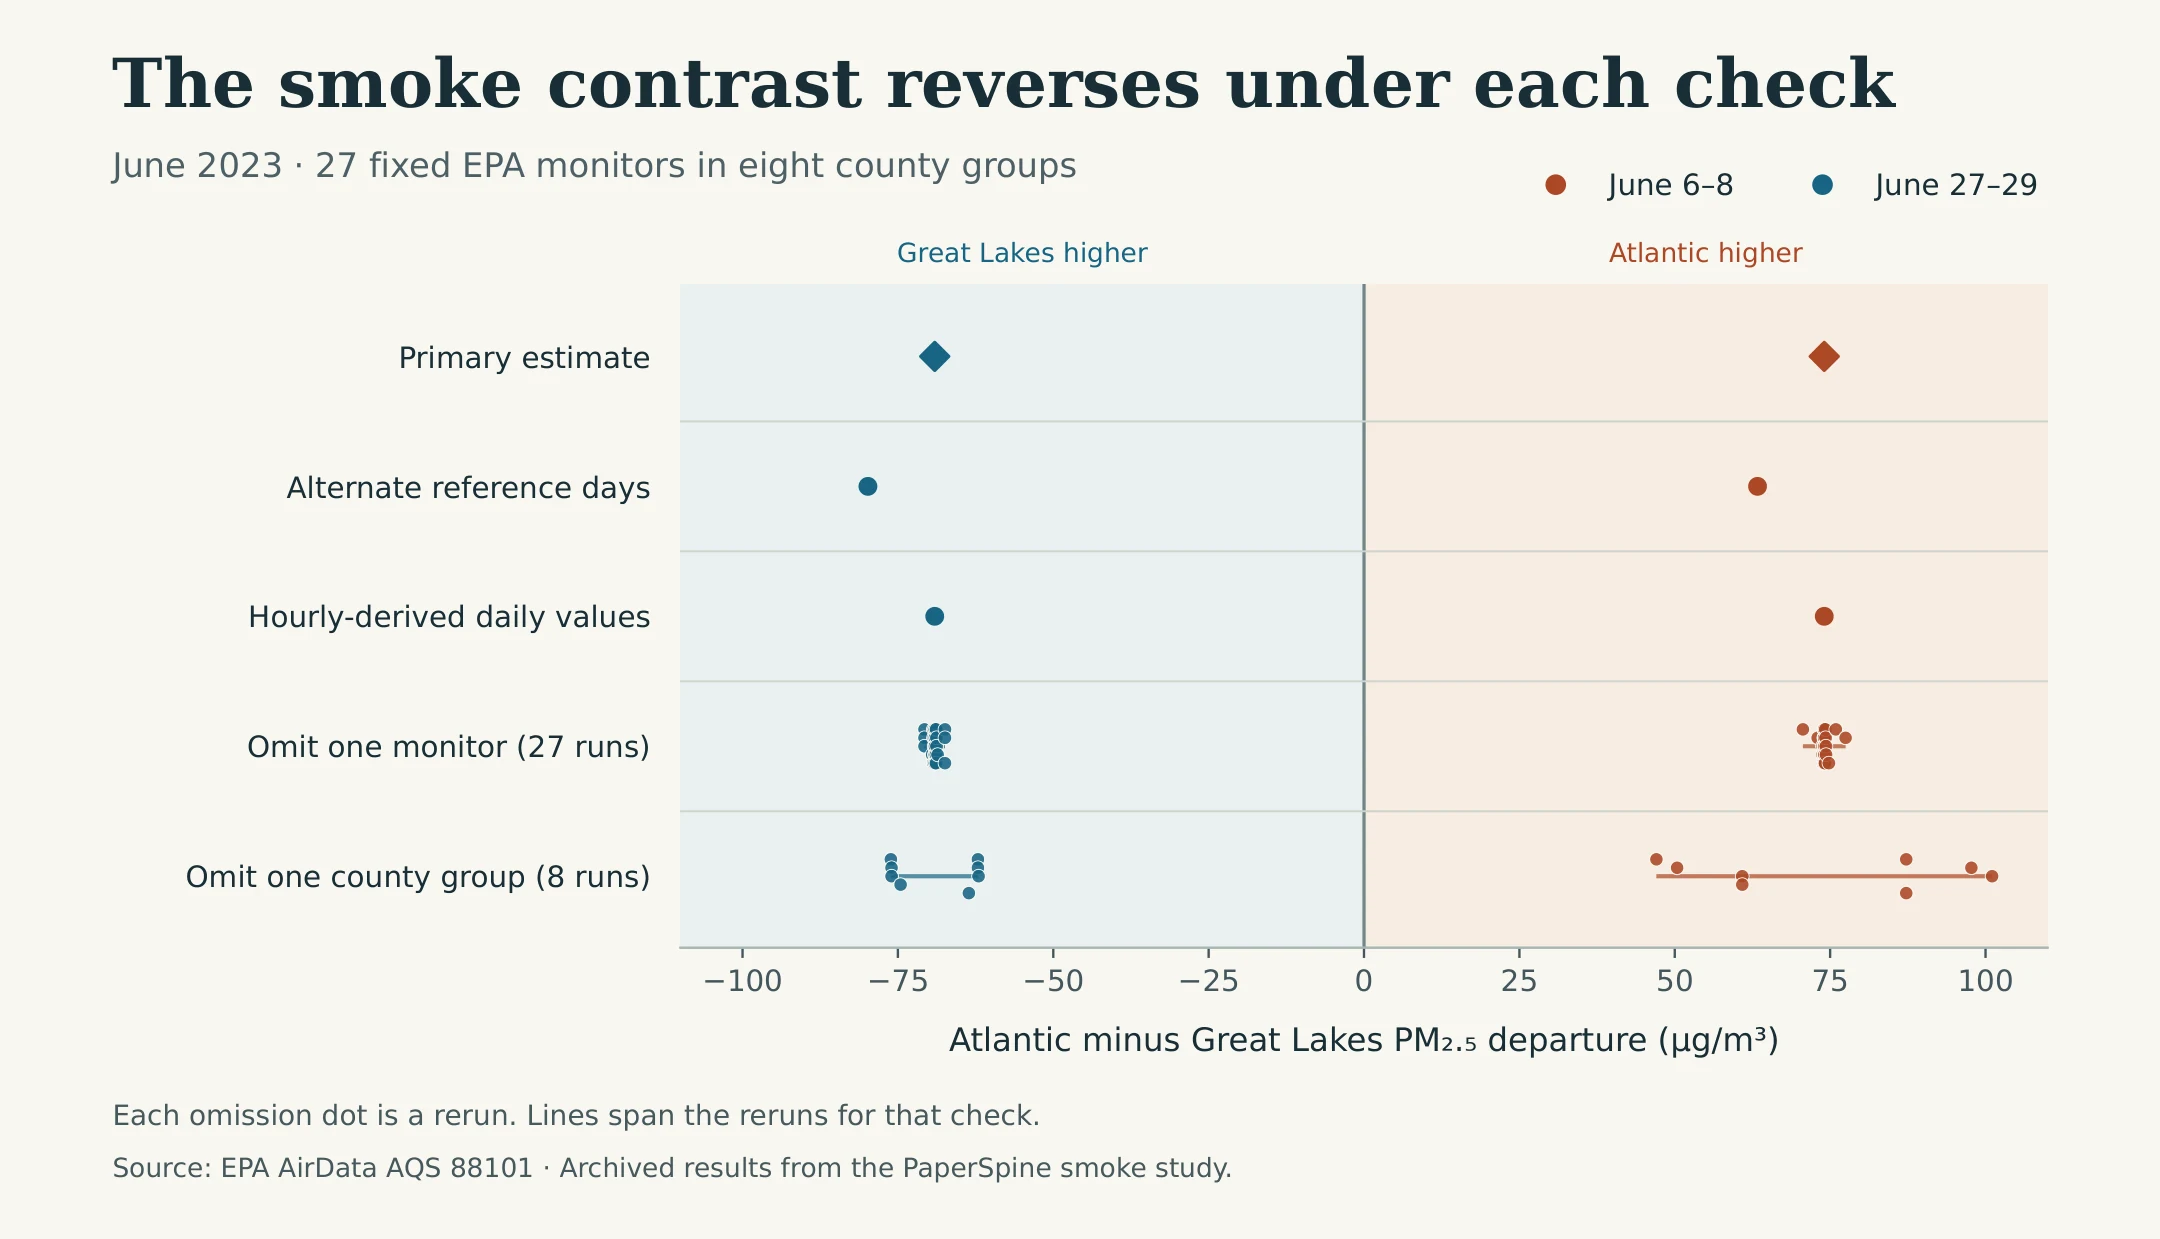 The smoke contrast reverses under each check
June 2023 · 27 fixed EPA monitors in eight county groups
June 6–8
June 27–29
Great Lakes higher
Atlantic higher
Primary estimate
Alternate reference days
Hourly-derived daily values
Omit one monitor (27 runs)
Omit one county group (8 runs)
−100 −75 −50 −25 0 25 50 75 100
Atlantic minus Great Lakes PM₂.₅ departure (µg/m³)
Each omission dot is a rerun. Lines span the reruns for that check.
Source: EPA AirData AQS 88101 · Archived results from the PaperSpine smoke study.